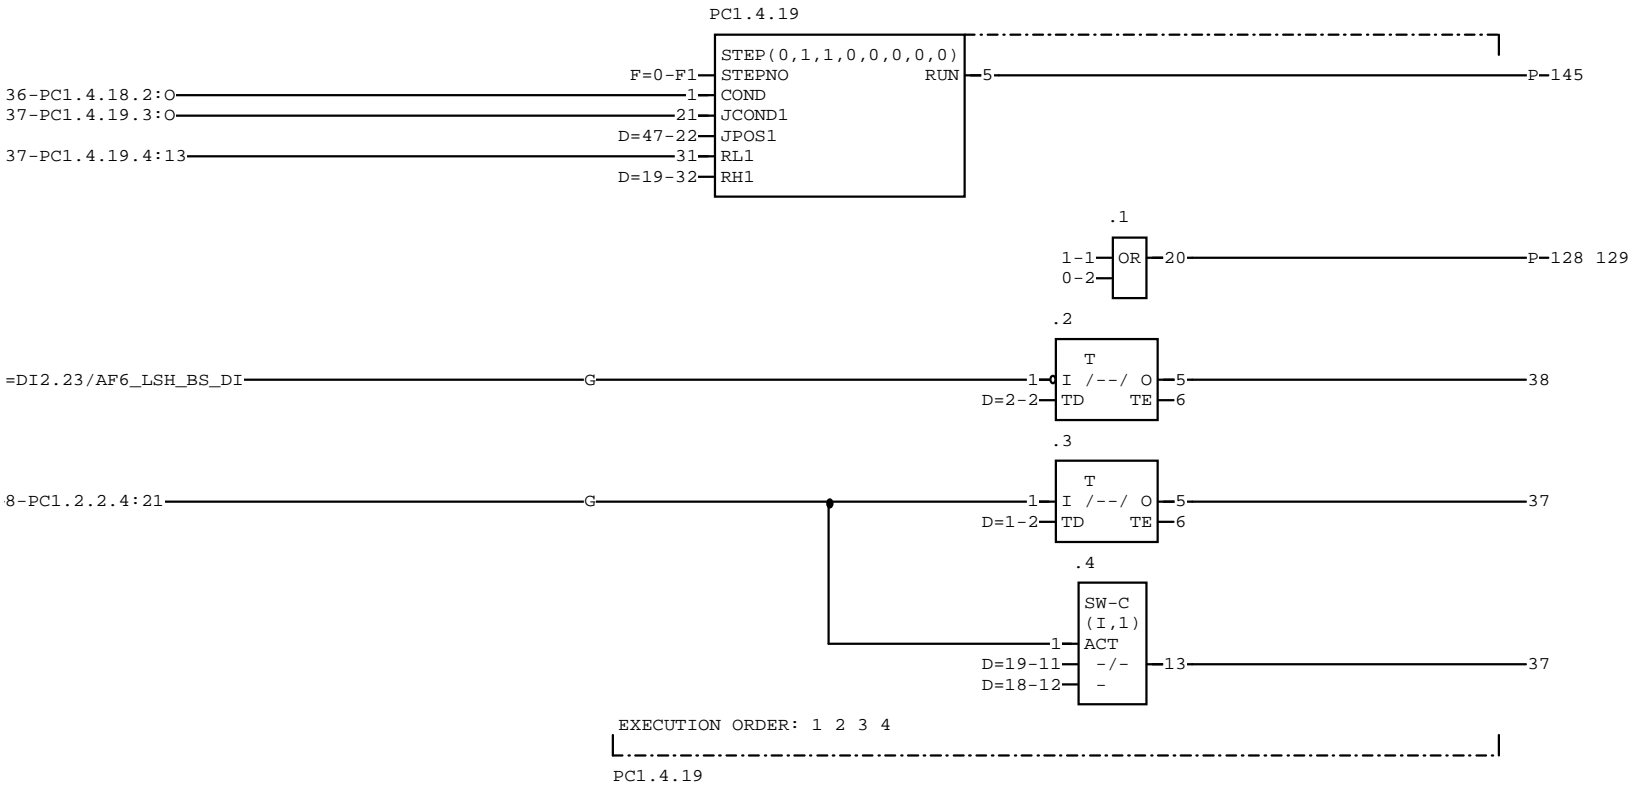 PC1.4.19
STEP(0,1,1,0,0,0,0,0)
F=0-F1 STEPNO RUN 5 P-145
36-PC1.4.18.2:O 1 COND
37-PC1.4.19.3:O 21 JCOND1
D=47-22 JPOS1
37-PC1.4.19.4:13 31 RL1
D=19-32 RH1
.1
1-1 OR 20 P-128 129
0-2
.2
T
=DI2.23/AF6_LSH_BS_DI G 1 I /--/ O 5 38
D=2-2 TD TE 6
.3
T
8-PC1.2.2.4:21 G 1 I /--/ O 5 37
D=1-2 TD TE 6
.4
SW-C
(I,1)
1 ACT
D=19-11 -/- 13 37
D=18-12 -
EXECUTION ORDER: 1 2 3 4
PC1.4.19